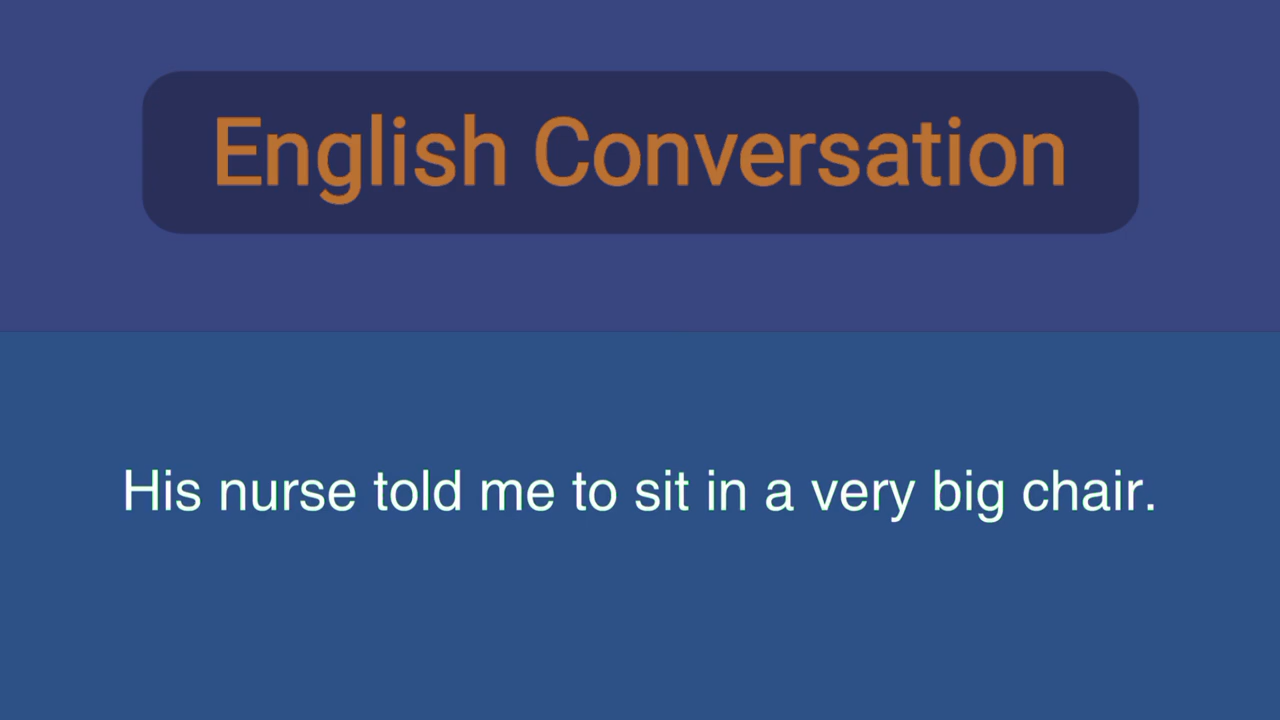 English Conversation
His nurse told me to sit in a very big chair.